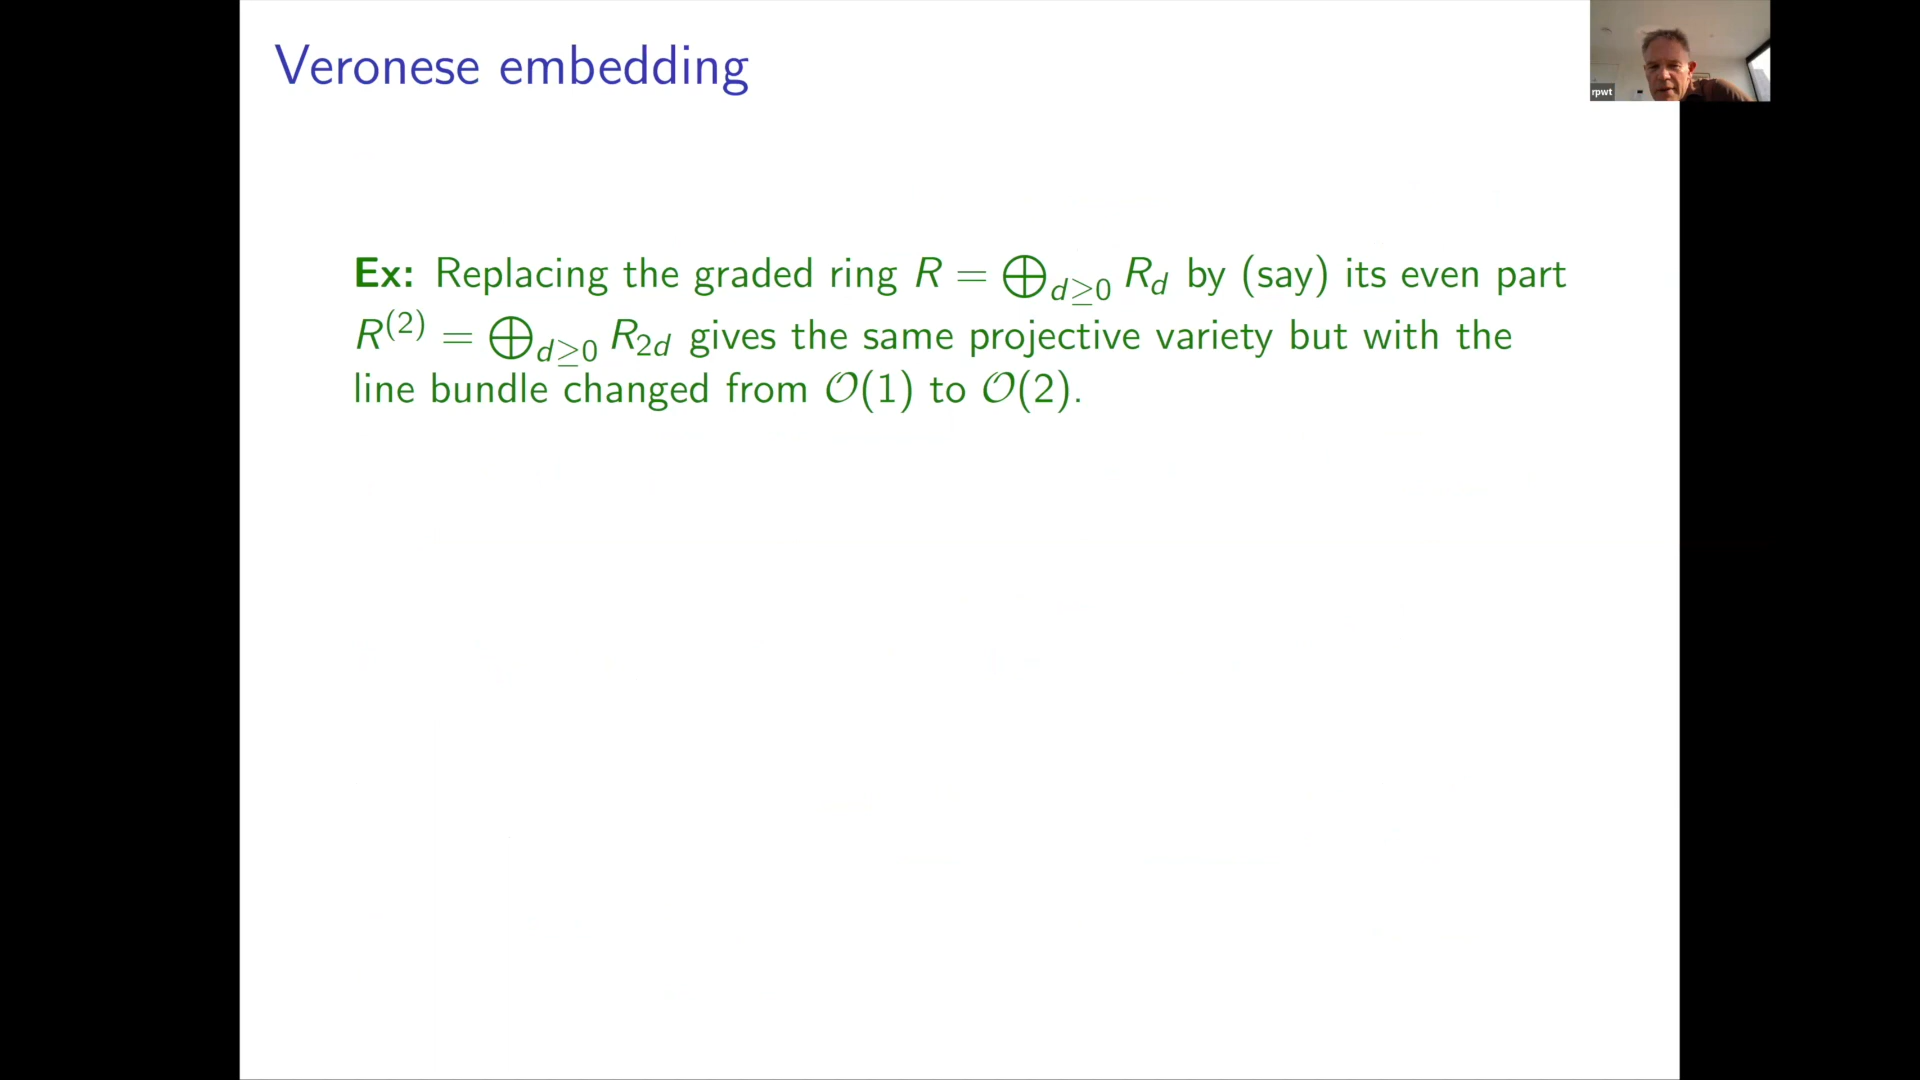 Veronese embedding
rpwt
Ex: Replacing the graded ring R = ⊕_{d≥0} R_d by (say) its even part
R^{(2)} = ⊕_{d≥0} R_{2d} gives the same projective variety but with the
line bundle changed from 𝒪(1) to 𝒪(2).